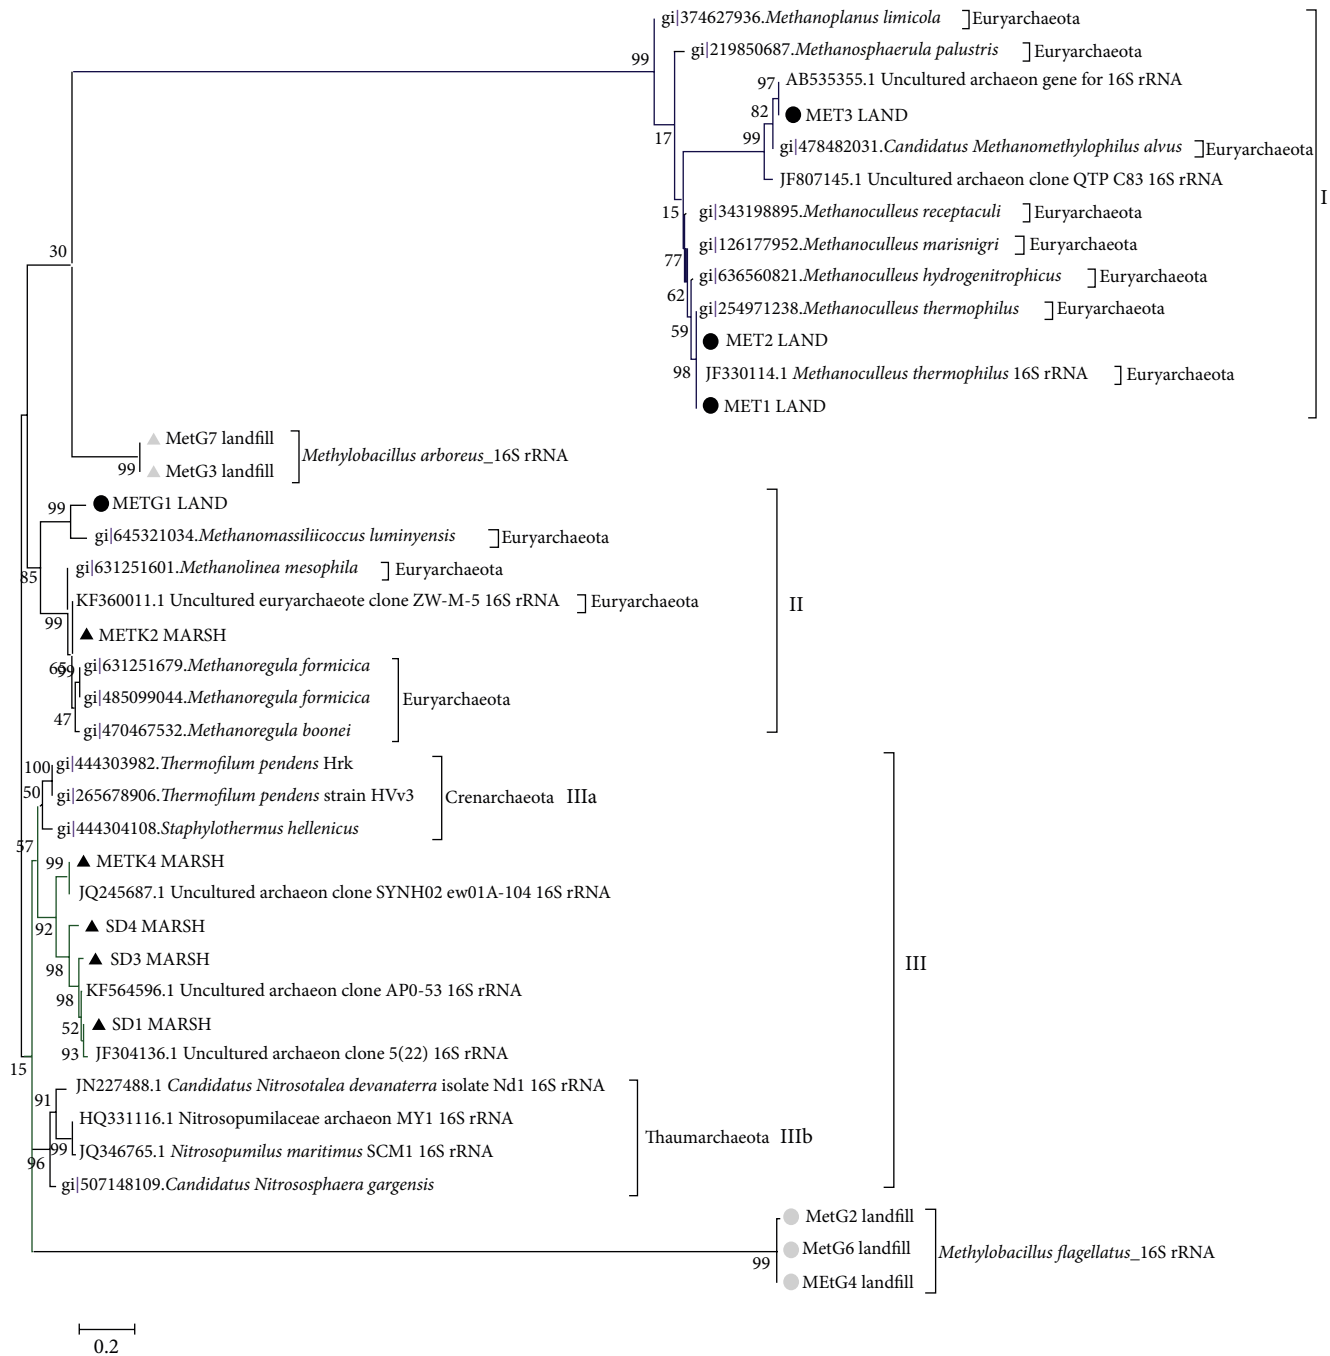 gi|374627936.Methanoplanus limicola Euryarchaeota
99
gi|219850687.Methanosphaerula palustris Euryarchaeota
97 AB535355.1 Uncultured archaeon gene for 16S rRNA
82 MET3 LAND
17
99
gi|478482031.Candidatus Methanomethylophilus alvus Euryarchaeota
JF807145.1 Uncultured archaeon clone QTP C83 16S rRNA
I
15 gi|343198895.Methanoculleus receptaculi Euryarchaeota
gi|126177952.Methanoculleus marisnigri Euryarchaeota
30
77
gi|636560821.Methanoculleus hydrogenitrophicus Euryarchaeota
62
gi|254971238.Methanoculleus thermophilus Euryarchaeota
59
MET2 LAND
98 JF330114.1 Methanoculleus thermophilus 16S rRNA Euryarchaeota
MET1 LAND
MetG7 landfill
Methylobacillus arboreus_16S rRNA
99 MetG3 landfill
99 METG1 LAND
gi|645321034.Methanomassiliicoccus luminyensis Euryarchaeota
85
gi|631251601.Methanolinea mesophila Euryarchaeota
KF360011.1 Uncultured euryarchaeote clone ZW-M-5 16S rRNA Euryarchaeota
II
99
METK2 MARSH
65 99 gi|631251679.Methanoregula formicica
gi|485099044.Methanoregula formicica Euryarchaeota
47
gi|470467532.Methanoregula boonei
100 gi|444303982.Thermofilum pendens Hrk
50 gi|265678906.Thermofilum pendens strain HVv3 Crenarchaeota IIIa
gi|444304108.Staphylothermus hellenicus
57
99 METK4 MARSH
JQ245687.1 Uncultured archaeon clone SYNH02 ew01A-104 16S rRNA
92 SD4 MARSH
98 SD3 MARSH
III
98 KF564596.1 Uncultured archaeon clone AP0-53 16S rRNA
52 SD1 MARSH
93 JF304136.1 Uncultured archaeon clone 5(22) 16S rRNA
15
JN227488.1 Candidatus Nitrosotalea devanaterra isolate Nd1 16S rRNA
91
HQ331116.1 Nitrosopumilaceae archaeon MY1 16S rRNA
Thaumarchaeota IIIb
99 JQ346765.1 Nitrosopumilus maritimus SCM1 16S rRNA
96
gi|507148109.Candidatus Nitrososphaera gargensis
MetG2 landfill
MetG6 landfill Methylobacillus flagellatus_16S rRNA
99
MEtG4 landfill
0.2